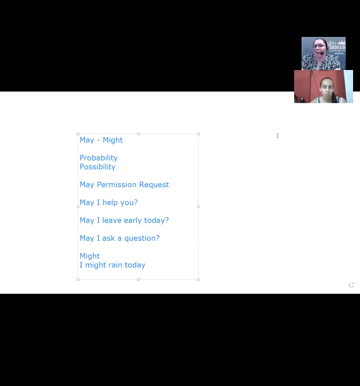 May - Might
Probability
Possibility
May Permission Request
May I help you?
May I leave early today?
May I ask a question?
Might
I might rain today